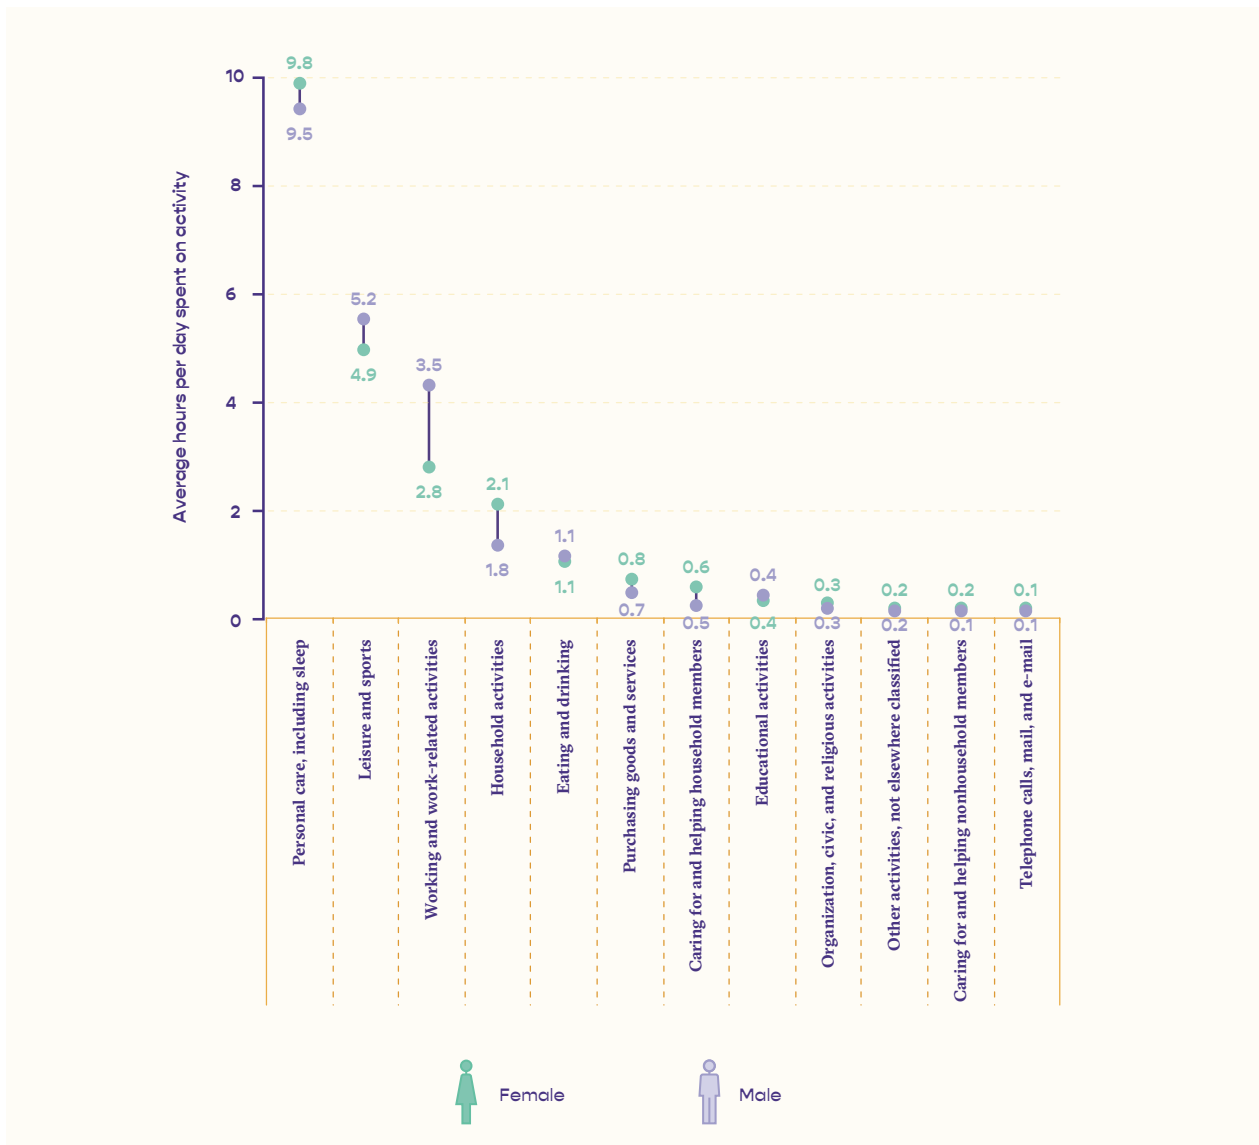 Average hours per day spent on activity
10
8
6
4
2
0
9.8
9.5
5.2
4.9
3.5
2.8
2.1
1.8
1.1
1.1
0.8
0.7
0.6
0.5
0.4
0.4
0.3
0.3
0.2
0.2
0.2
0.1
0.1
0.1
Personal care, including sleep
Leisure and sports
Working and work-related activities
Household activities
Eating and drinking
Purchasing goods and services
Caring for and helping household members
Educational activities
Organization, civic, and religious activities
Other activities, not elsewhere classified
Caring for and helping nonhousehold members
Telephone calls, mail, and e-mail
Female
Male